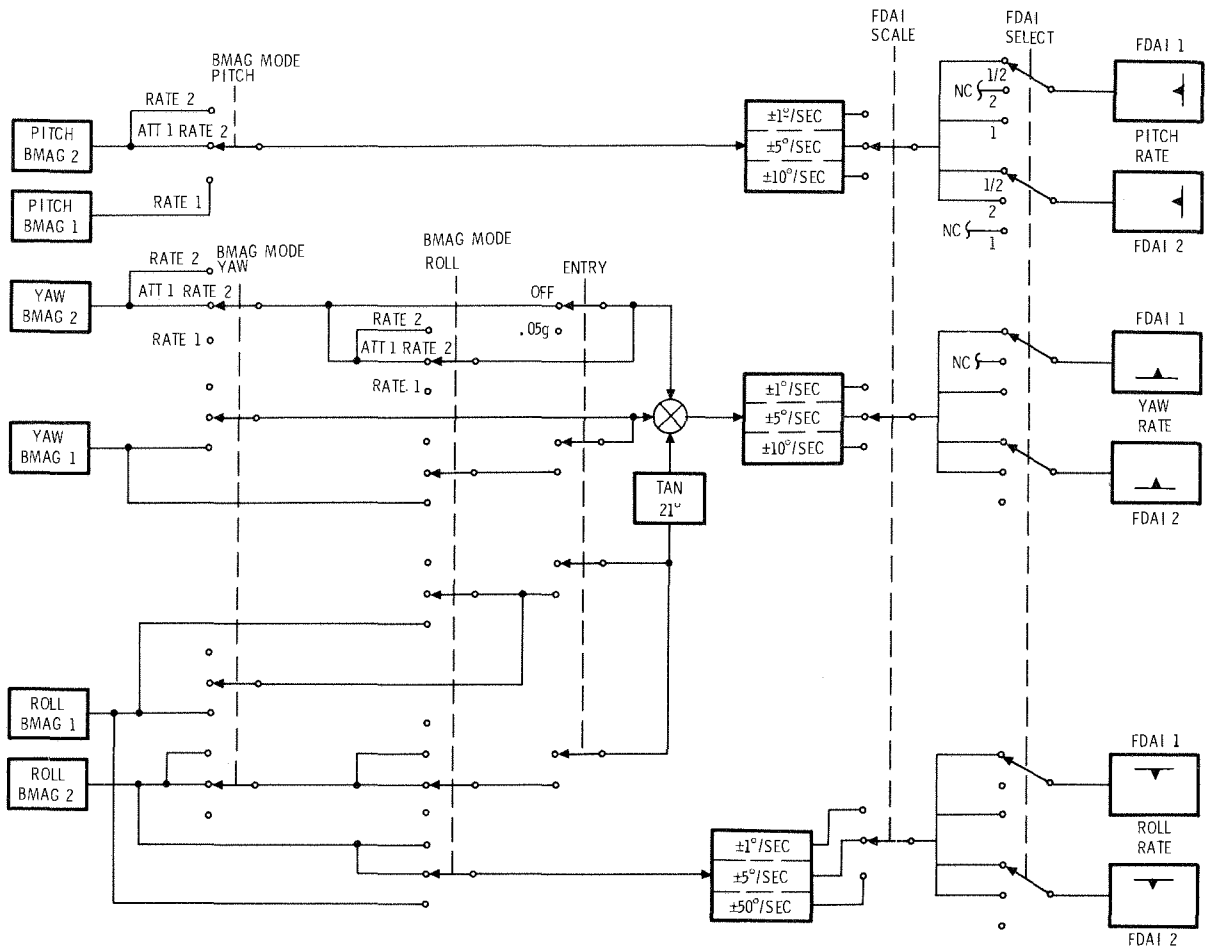 FDAI
SCALE
FDAI
SELECT
FDAI 1
BMAG MODE
PITCH
RATE 2
ATT 1 RATE 2
PITCH
BMAG 2
RATE 1
PITCH
BMAG 1
±1°/SEC
±5°/SEC
±10°/SEC
1/2
NC
2
1
1/2
2
NC
1
PITCH
RATE
FDAI 2
BMAG MODE
YAW
BMAG MODE
ROLL
ENTRY
RATE 2
ATT 1 RATE 2
YAW
BMAG 2
RATE 1
OFF
.05g
RATE 2
ATT 1 RATE 2
RATE 1
YAW
BMAG 1
±1°/SEC
±5°/SEC
±10°/SEC
TAN
21°
NC
FDAI 1
YAW
RATE
FDAI 2
ROLL
BMAG 1
ROLL
BMAG 2
±1°/SEC
±5°/SEC
±50°/SEC
FDAI 1
ROLL
RATE
FDAI 2